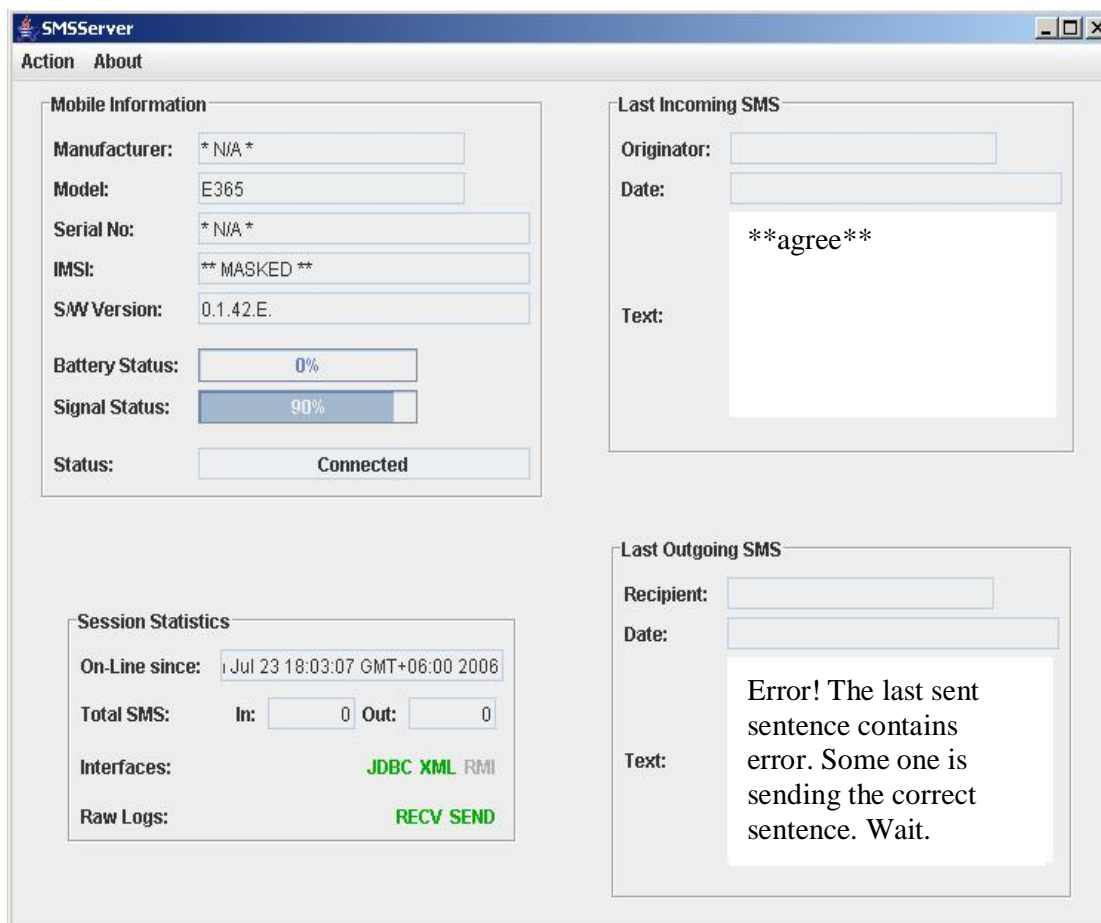 SMSServer
Action About
Mobile Information
Manufacturer: * N/A *
Model: E365
Serial No: * N/A *
IMSI: ** MASKED **
S/W Version: 0.1.42.E.
Battery Status: 0%
Signal Status: 90%
Status: Connected
Session Statistics
On-Line since: Jul 23 18:03:07 GMT+06:00 2006
Total SMS: In: 0 Out: 0
Interfaces: JDBC XML RMI
Raw Logs: RECV SEND
Last Incoming SMS
Originator:
Date:
Text: **agree**
Last Outgoing SMS
Recipient:
Date:
Text:
Error! The last sent
sentence contains
error. Some one is
sending the correct
sentence. Wait.